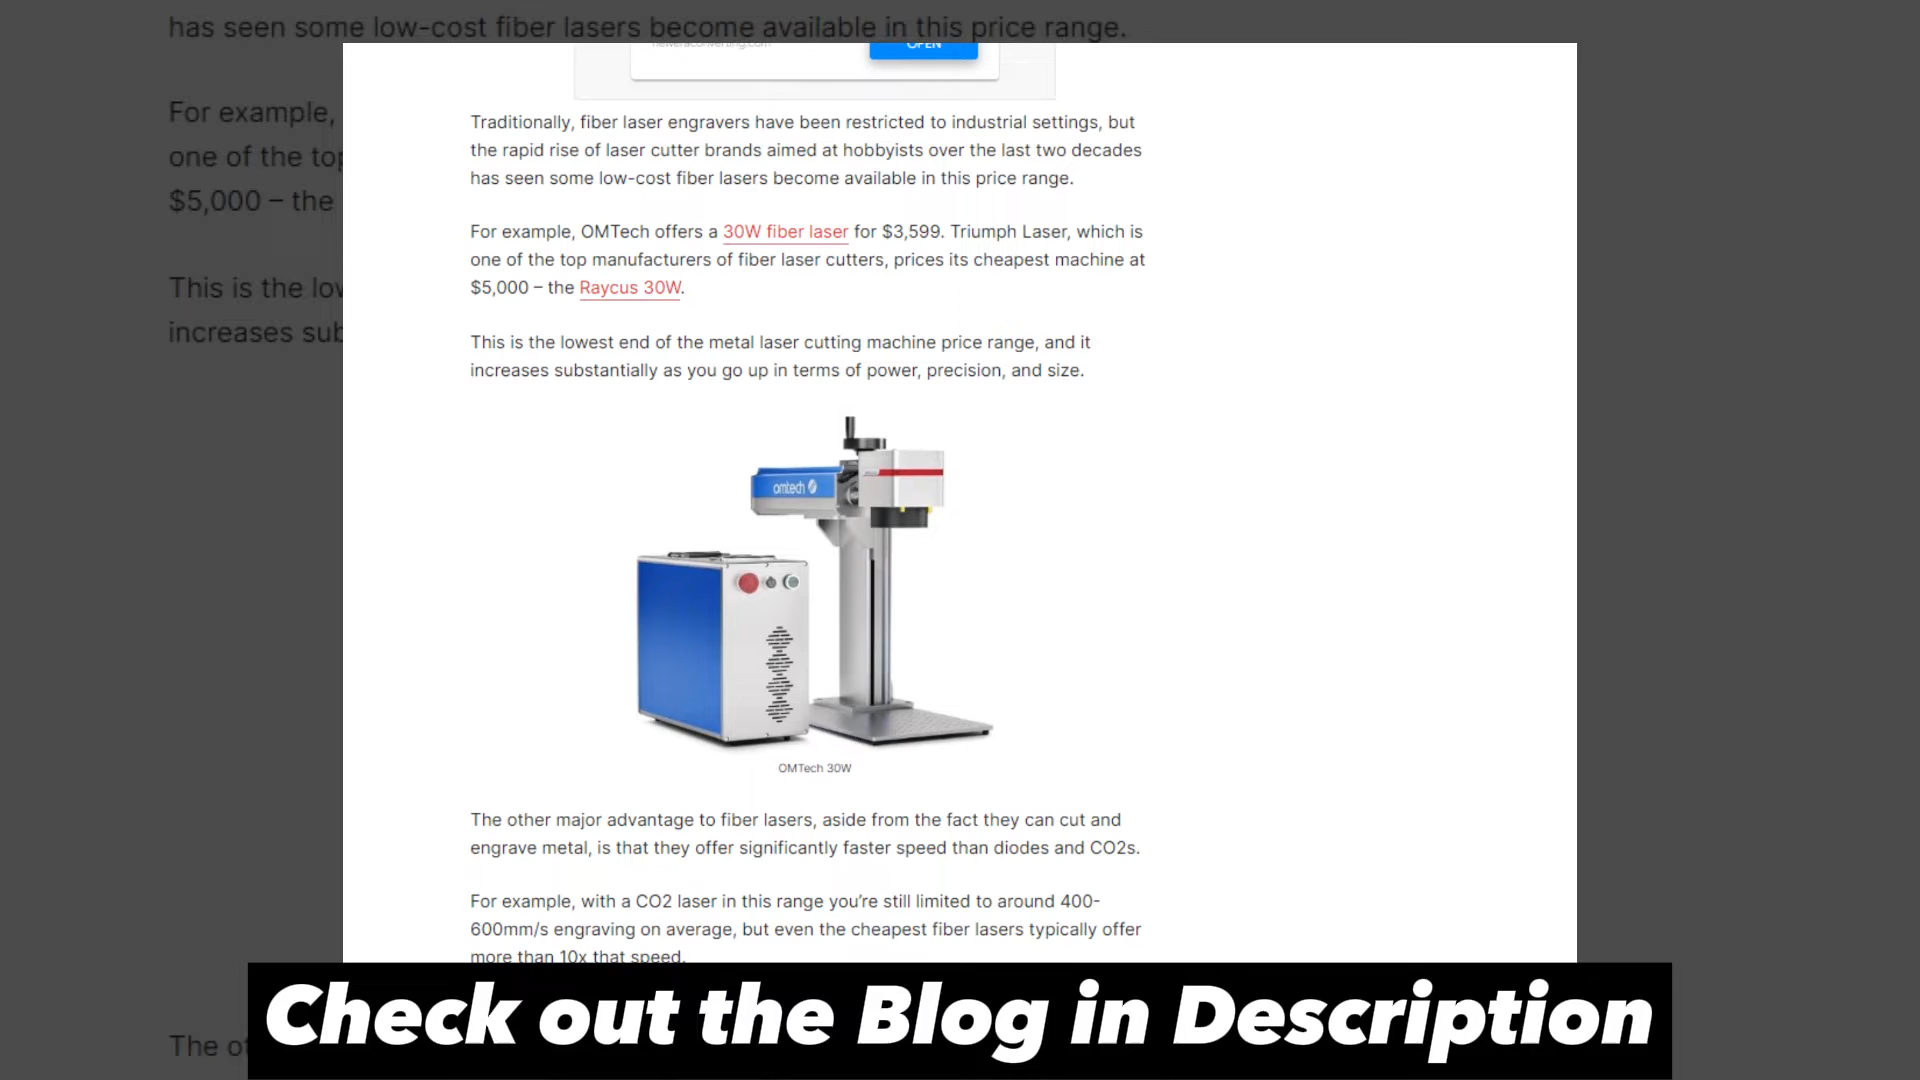 has seen some low-cost fiber lasers become available in this price range.
For example,
one of the top
$5,000 – the
This is the low
increases sub
neweraconverting.com
OPEN
Traditionally, fiber laser engravers have been restricted to industrial settings, but
the rapid rise of laser cutter brands aimed at hobbyists over the last two decades
has seen some low-cost fiber lasers become available in this price range.
For example, OMTech offers a 30W fiber laser for $3,599. Triumph Laser, which is
one of the top manufacturers of fiber laser cutters, prices its cheapest machine at
$5,000 – the Raycus 30W.
This is the lowest end of the metal laser cutting machine price range, and it
increases substantially as you go up in terms of power, precision, and size.
omtech
OMTech 30W
The other major advantage to fiber lasers, aside from the fact they can cut and
engrave metal, is that they offer significantly faster speed than diodes and CO2s.
For example, with a CO2 laser in this range you’re still limited to around 400-
600mm/s engraving on average, but even the cheapest fiber lasers typically offer
more than 10x that speed.
The ot
Check out the Blog in Description